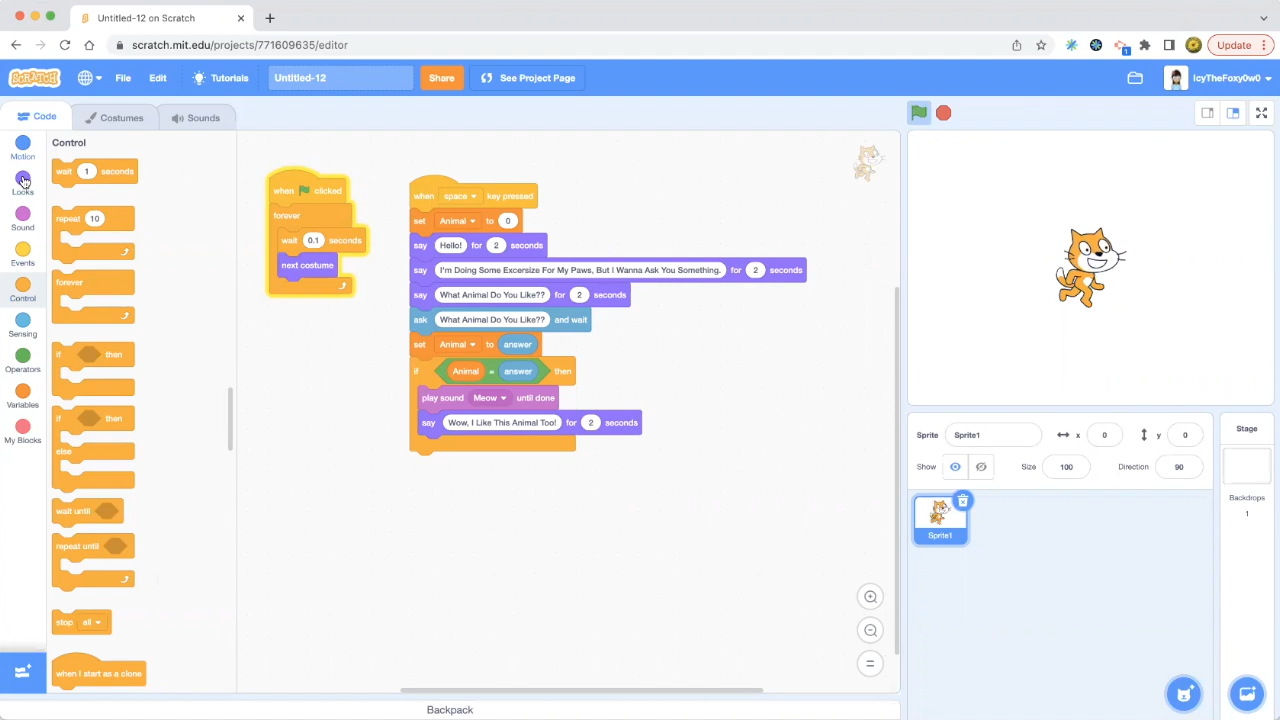 Untitled-12 on Scratch
scratch.mit.edu/projects/771609635/editor
1
Update
SCRATCH
File Edit Tutorials Untitled-12 Share See Project Page IcyTheFoxy0w0
Code Costumes Sounds
Motion
Looks
Sound
Events
Control
Sensing
Operators
Variables
My Blocks
Control
wait 1 seconds
repeat 10
forever
if then
if then
else
wait until
repeat until
stop all
when I start as a clone
when clicked
forever
wait 0.1 seconds
next costume
when space key pressed
set Animal to 0
say Hello! for 2 seconds
say I'm Doing Some Excersize For My Paws, But I Wanna Ask You Something. for 2 seconds
say What Animal Do You Like?? for 2 seconds
ask What Animal Do You Like?? and wait
set Animal to answer
if Animal = answer then
play sound Meow until done
say Wow, I Like This Animal Too! for 2 seconds
Sprite Sprite1 x 0 y 0
Show Size 100 Direction 90
Sprite1
Stage
Backdrops
1
Backpack